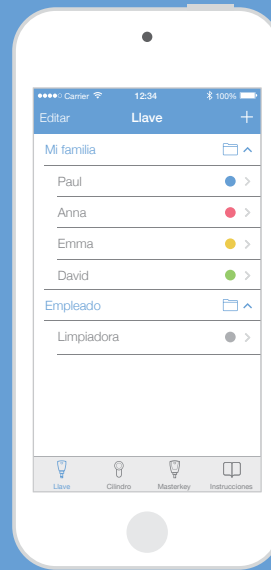 Carrier 12:34 100%
Editar Llave +
Mi familia
Paul
Anna
Emma
David
Empleado
Limpiadora
Llave Cilindro Masterkey Instrucciones